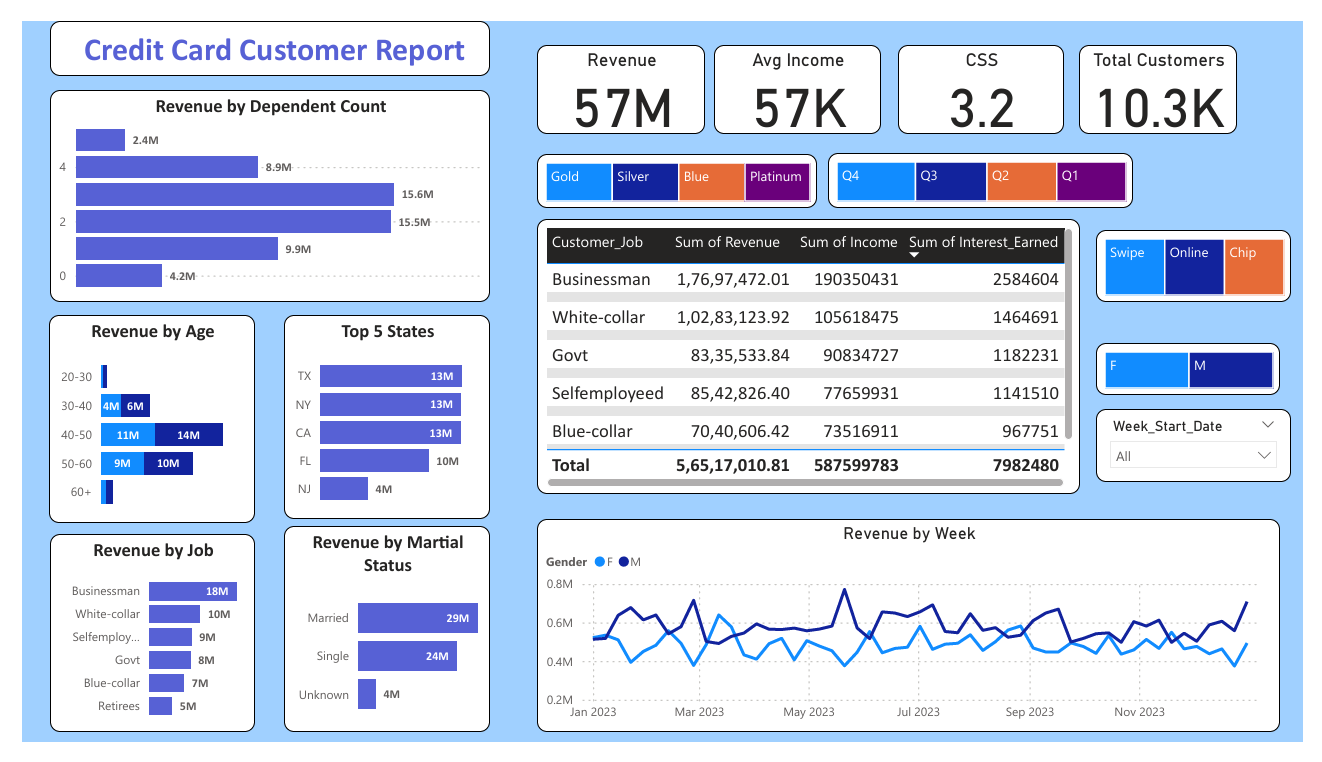 Credit Card Customer Report
Revenue
57M
Avg Income
57K
CSS
3.2
Total Customers
10.3K
Revenue by Dependent Count
2.4M
4
8.9M
15.6M
2
15.5M
9.9M
0
4.2M
Gold Silver Blue Platinum
Q4 Q3 Q2 Q1
Customer_Job Sum of Revenue Sum of Income Sum of Interest_Earned
Businessman 1,76,97,472.01 190350431 2584604
White-collar 1,02,83,123.92 105618475 1464691
Govt 83,35,533.84 90834727 1182231
Selfemployeed 85,42,826.40 77659931 1141510
Blue-collar 70,40,606.42 73516911 967751
Total 5,65,17,010.81 587599783 7982480
Swipe Online Chip
F M
Week_Start_Date
All
Revenue by Age
20-30
30-40 4M 6M
40-50 11M 14M
50-60 9M 10M
60+
Top 5 States
TX 13M
NY 13M
CA 13M
FL 10M
NJ 4M
Revenue by Job
Businessman 18M
White-collar 10M
Selfemploy... 9M
Govt 8M
Blue-collar 7M
Retirees 5M
Revenue by Martial
Status
Married 29M
Single 24M
Unknown 4M
Revenue by Week
Gender F M
0.8M
0.6M
0.4M
0.2M
Jan 2023 Mar 2023 May 2023 Jul 2023 Sep 2023 Nov 2023